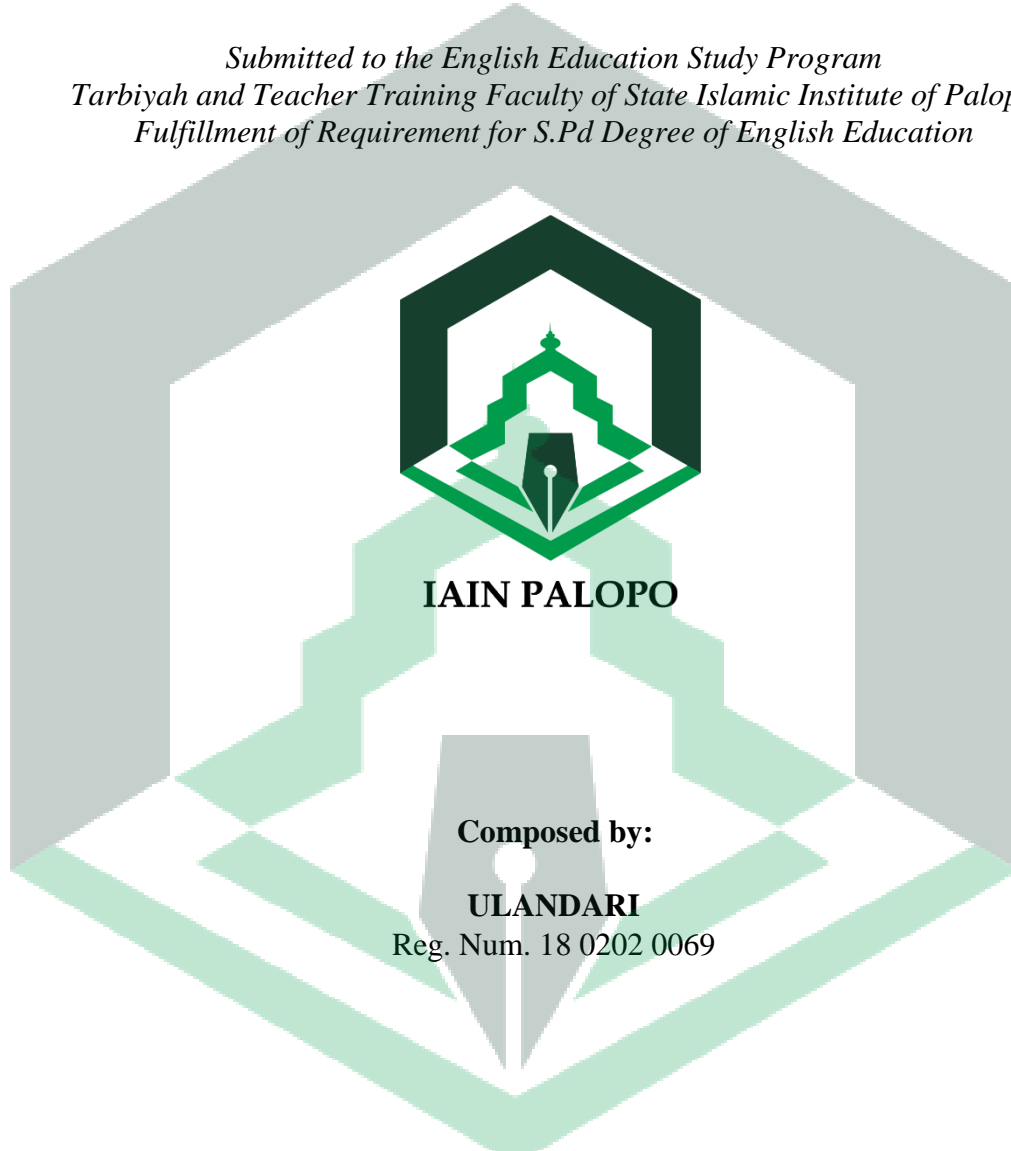 Submitted to the English Education Study Program
Tarbiyah and Teacher Training Faculty of State Islamic Institute of
Fulfillment of Requirement for S.Pd Degree of English Education
IAIN PALOPO
Composed by:
ULANDARI
Reg. Num. 18 0202 0069